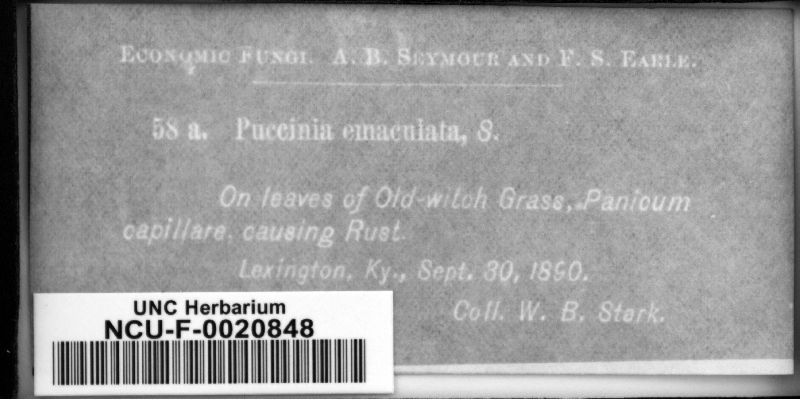 ECONOMIC FUNGI. A. B. SEYMOUR AND F. S. EARLE.
58 a. Puccinia emaculata, S.
On leaves of Old-witch Grass, Panicum
capillare, causing Rust.
Lexington, Ky., Sept. 30, 1890.
Coll. W. B. Stark.
UNC Herbarium
NCU-F-0020848